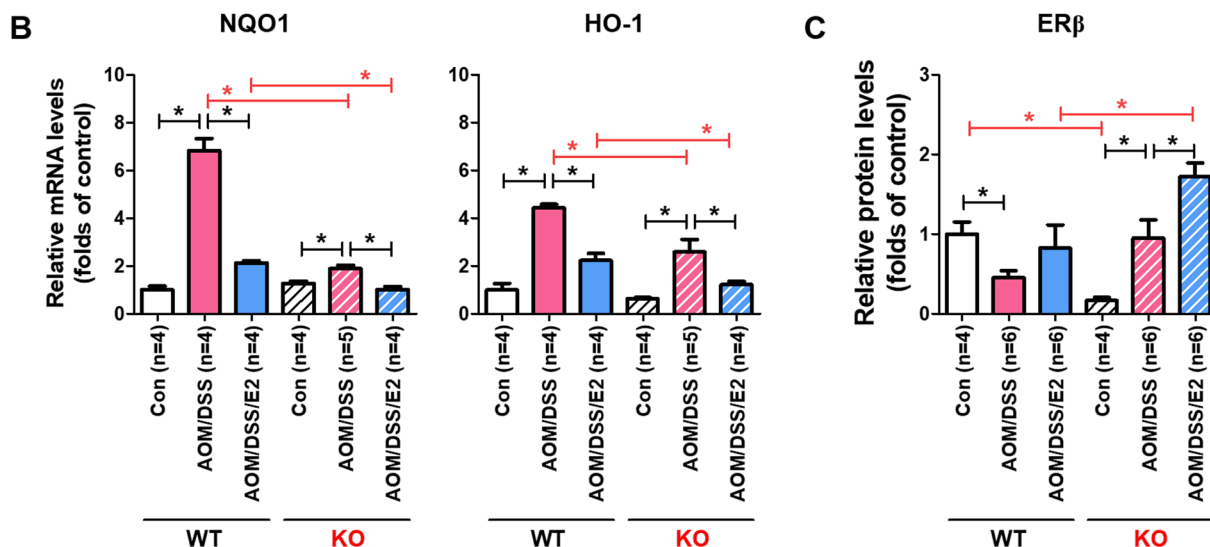 B
NQO1
Relative mRNA levels
(folds of control)
10
8
6
4
2
0
*
*
*
*
*
*
Con (n=4)
AOM/DSS (n=4)
AOM/DSS/E2 (n=4)
Con (n=4)
AOM/DSS (n=5)
AOM/DSS/E2 (n=4)
WT
KO
HO-1
10
8
6
4
2
0
*
*
*
*
*
*
Con (n=4)
AOM/DSS (n=4)
AOM/DSS/E2 (n=4)
Con (n=4)
AOM/DSS (n=5)
AOM/DSS/E2 (n=4)
WT
KO
C
ERβ
Relative protein levels
(folds of control)
3
2
1
0
*
*
*
*
*
Con (n=4)
AOM/DSS (n=6)
AOM/DSS/E2 (n=6)
Con (n=4)
AOM/DSS (n=6)
AOM/DSS/E2 (n=6)
WT
KO